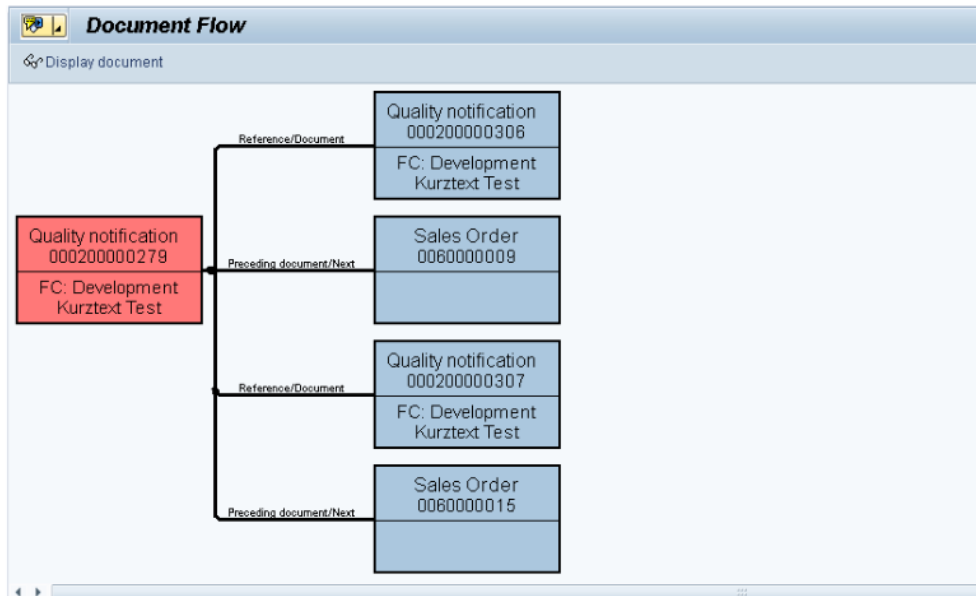 Document Flow
Display document
Quality notification
000200000306
FC: Development
Kurztext Test
Reference/Document
Quality notification
000200000279
FC: Development
Kurztext Test
Sales Order
0060000009
Preceding document/Next
Quality notification
000200000307
FC: Development
Kurztext Test
Reference/Document
Sales Order
0060000015
Preceding document/Next